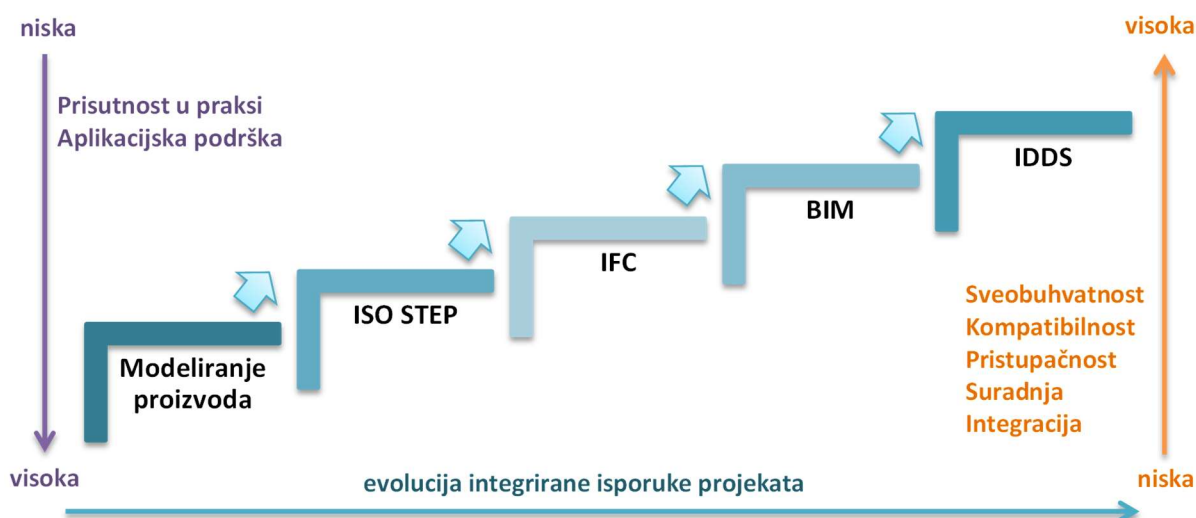 niska
visoka
Prisutnost u praksi
Aplikacijska podrška
IDDS
BIM
IFC
ISO STEP
Modeliranje
proizvoda
Sveobuhvatnost
Kompatibilnost
Pristupačnost
Suradnja
Integracija
visoka
niska
evolucija integrirane isporuke projekata